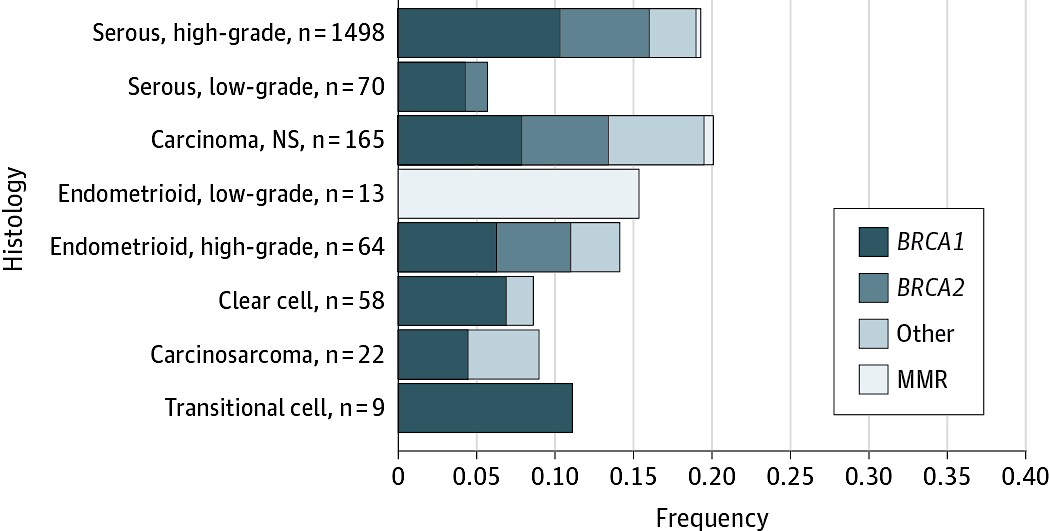 Serous, high-grade, n=1498
Serous, low-grade, n=70
Carcinoma, NS, n=165
Endometrioid, low-grade, n=13
Endometrioid, high-grade, n=64
Clear cell, n=58
Carcinosarcoma, n=22
Transitional cell, n=9
Histology
BRCA1
BRCA2
Other
MMR
0 0.05 0.10 0.15 0.20 0.25 0.30 0.35 0.40
Frequency